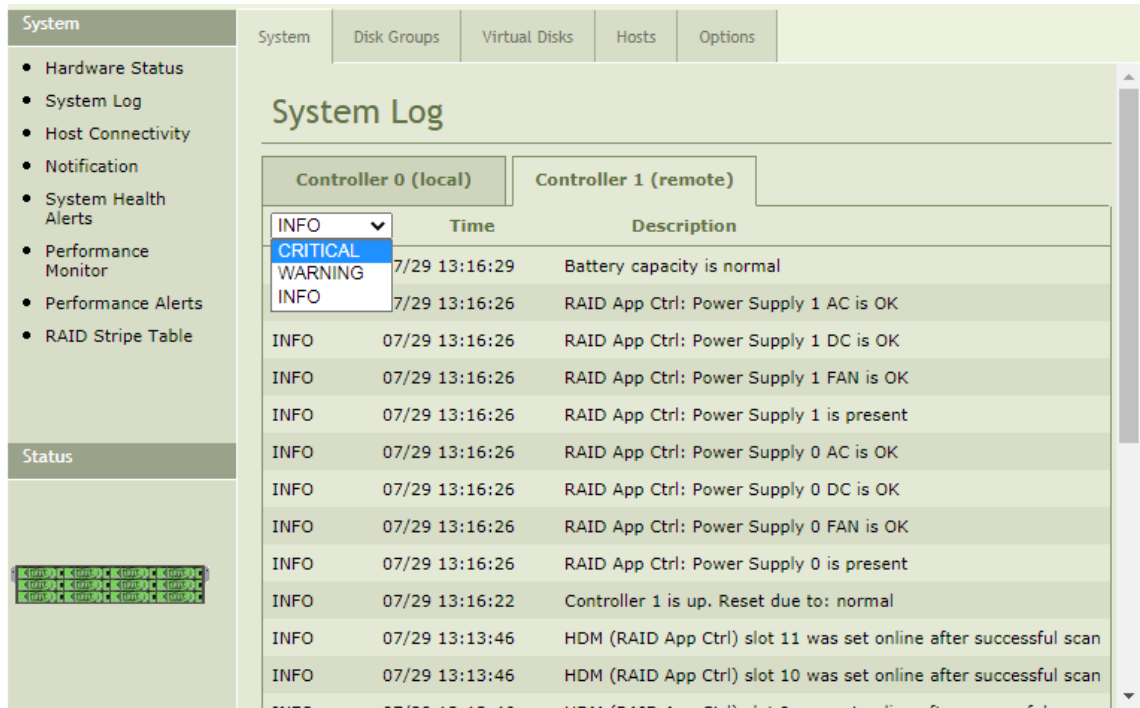 System
System Disk Groups Virtual Disks Hosts Options
Hardware Status
System Log
Host Connectivity
Notification
System Health
Alerts
Performance
Monitor
Performance Alerts
RAID Stripe Table
Status
System Log
Controller 0 (local) Controller 1 (remote)
INFO Time Description
CRITICAL
WARNING
INFO
7/29 13:16:29 Battery capacity is normal
7/29 13:16:26 RAID App Ctrl: Power Supply 1 AC is OK
INFO 07/29 13:16:26 RAID App Ctrl: Power Supply 1 DC is OK
INFO 07/29 13:16:26 RAID App Ctrl: Power Supply 1 FAN is OK
INFO 07/29 13:16:26 RAID App Ctrl: Power Supply 1 is present
INFO 07/29 13:16:26 RAID App Ctrl: Power Supply 0 AC is OK
INFO 07/29 13:16:26 RAID App Ctrl: Power Supply 0 DC is OK
INFO 07/29 13:16:26 RAID App Ctrl: Power Supply 0 FAN is OK
INFO 07/29 13:16:26 RAID App Ctrl: Power Supply 0 is present
INFO 07/29 13:16:22 Controller 1 is up. Reset due to: normal
INFO 07/29 13:13:46 HDM (RAID App Ctrl) slot 11 was set online after successful scan
INFO 07/29 13:13:46 HDM (RAID App Ctrl) slot 10 was set online after successful scan